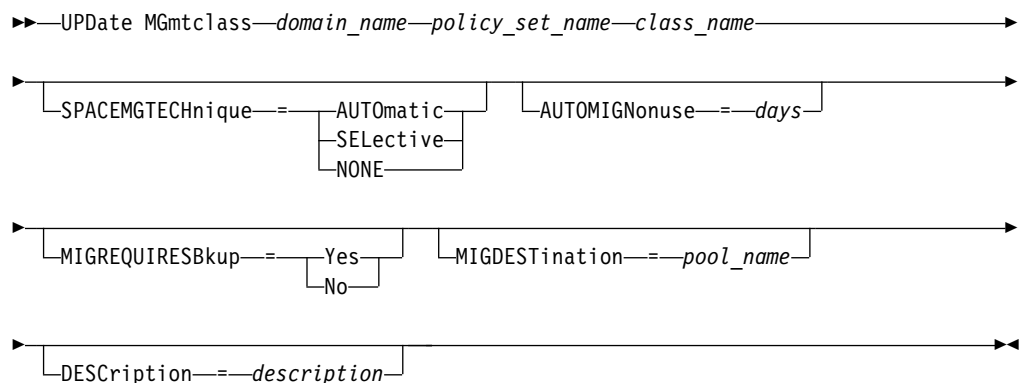 UPDate MGmtclass domain_name policy_set_name class_name
SPACEMGTECHnique = AUTOmatic AUTOMIGNonuse = days
SELective
NONE
MIGREQUIRESBkup = Yes MIGDESTination = pool_name
No
DESCription = description